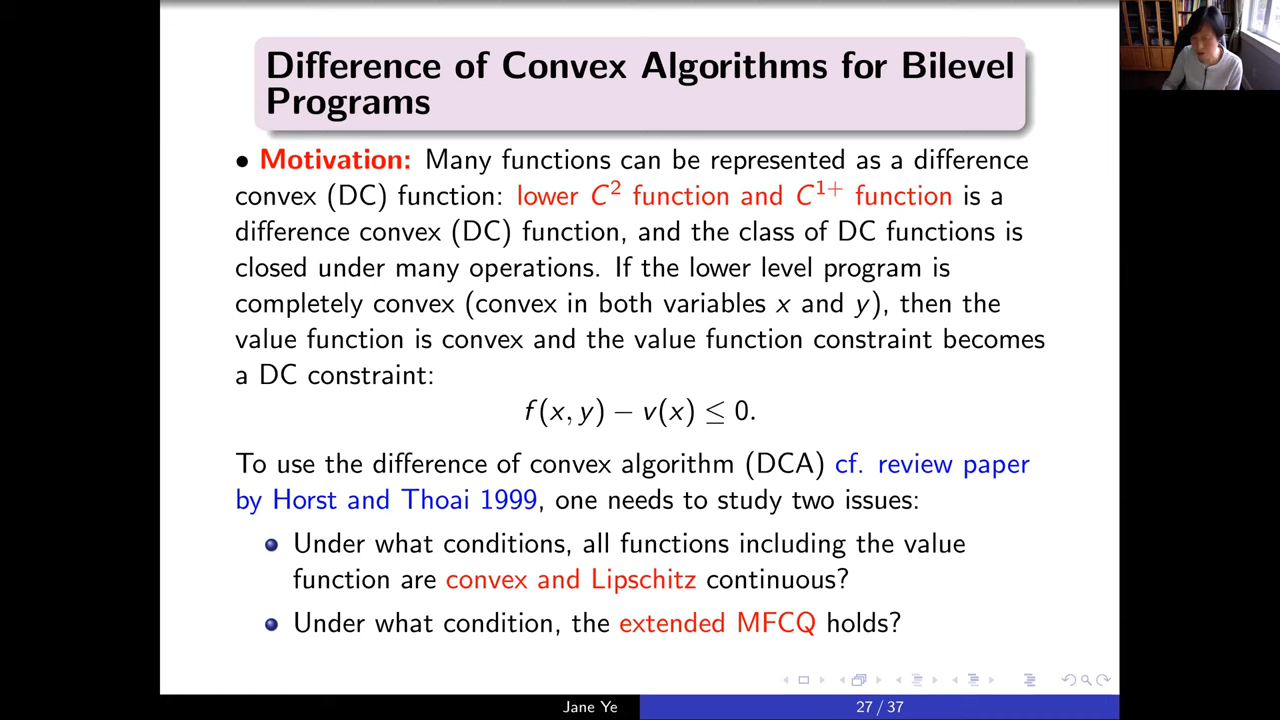 Difference of Convex Algorithms for Bilevel
Programs
• Motivation: Many functions can be represented as a difference
convex (DC) function: lower C² function and C¹⁺ function is a
difference convex (DC) function, and the class of DC functions is
closed under many operations. If the lower level program is
completely convex (convex in both variables x and y), then the
value function is convex and the value function constraint becomes
a DC constraint:
f(x, y) − v(x) ≤ 0.
To use the difference of convex algorithm (DCA) cf. review paper
by Horst and Thoai 1999, one needs to study two issues:
Under what conditions, all functions including the value
function are convex and Lipschitz continuous?
Under what condition, the extended MFCQ holds?
Jane Ye
27 / 37